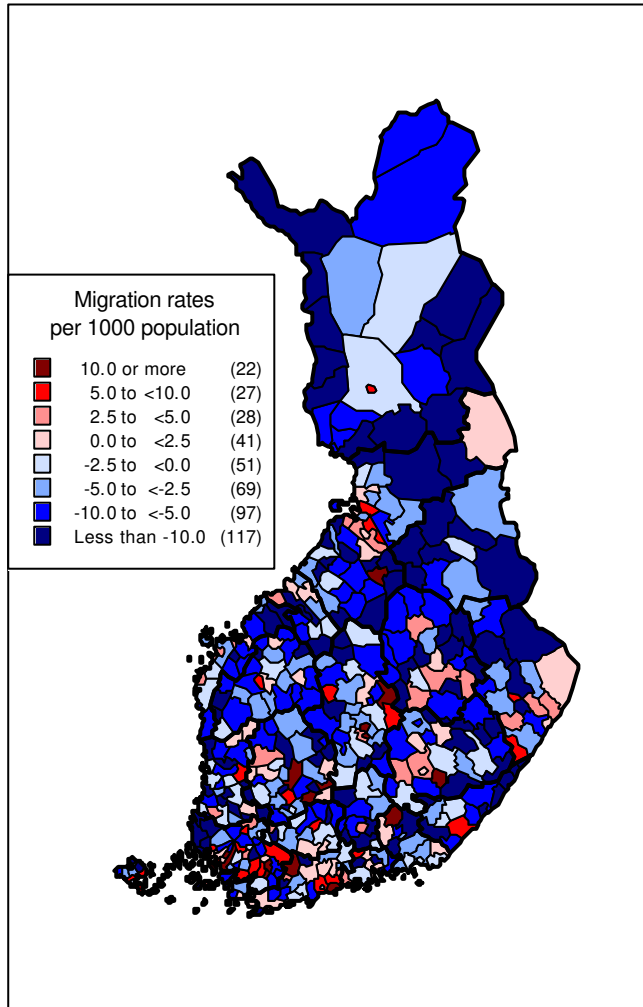 Migration rates
per 1000 population
10.0 or more (22)
5.0 to <10.0 (27)
2.5 to <5.0 (28)
0.0 to <2.5 (41)
-2.5 to <0.0 (51)
-5.0 to <-2.5 (69)
-10.0 to <-5.0 (97)
Less than -10.0 (117)